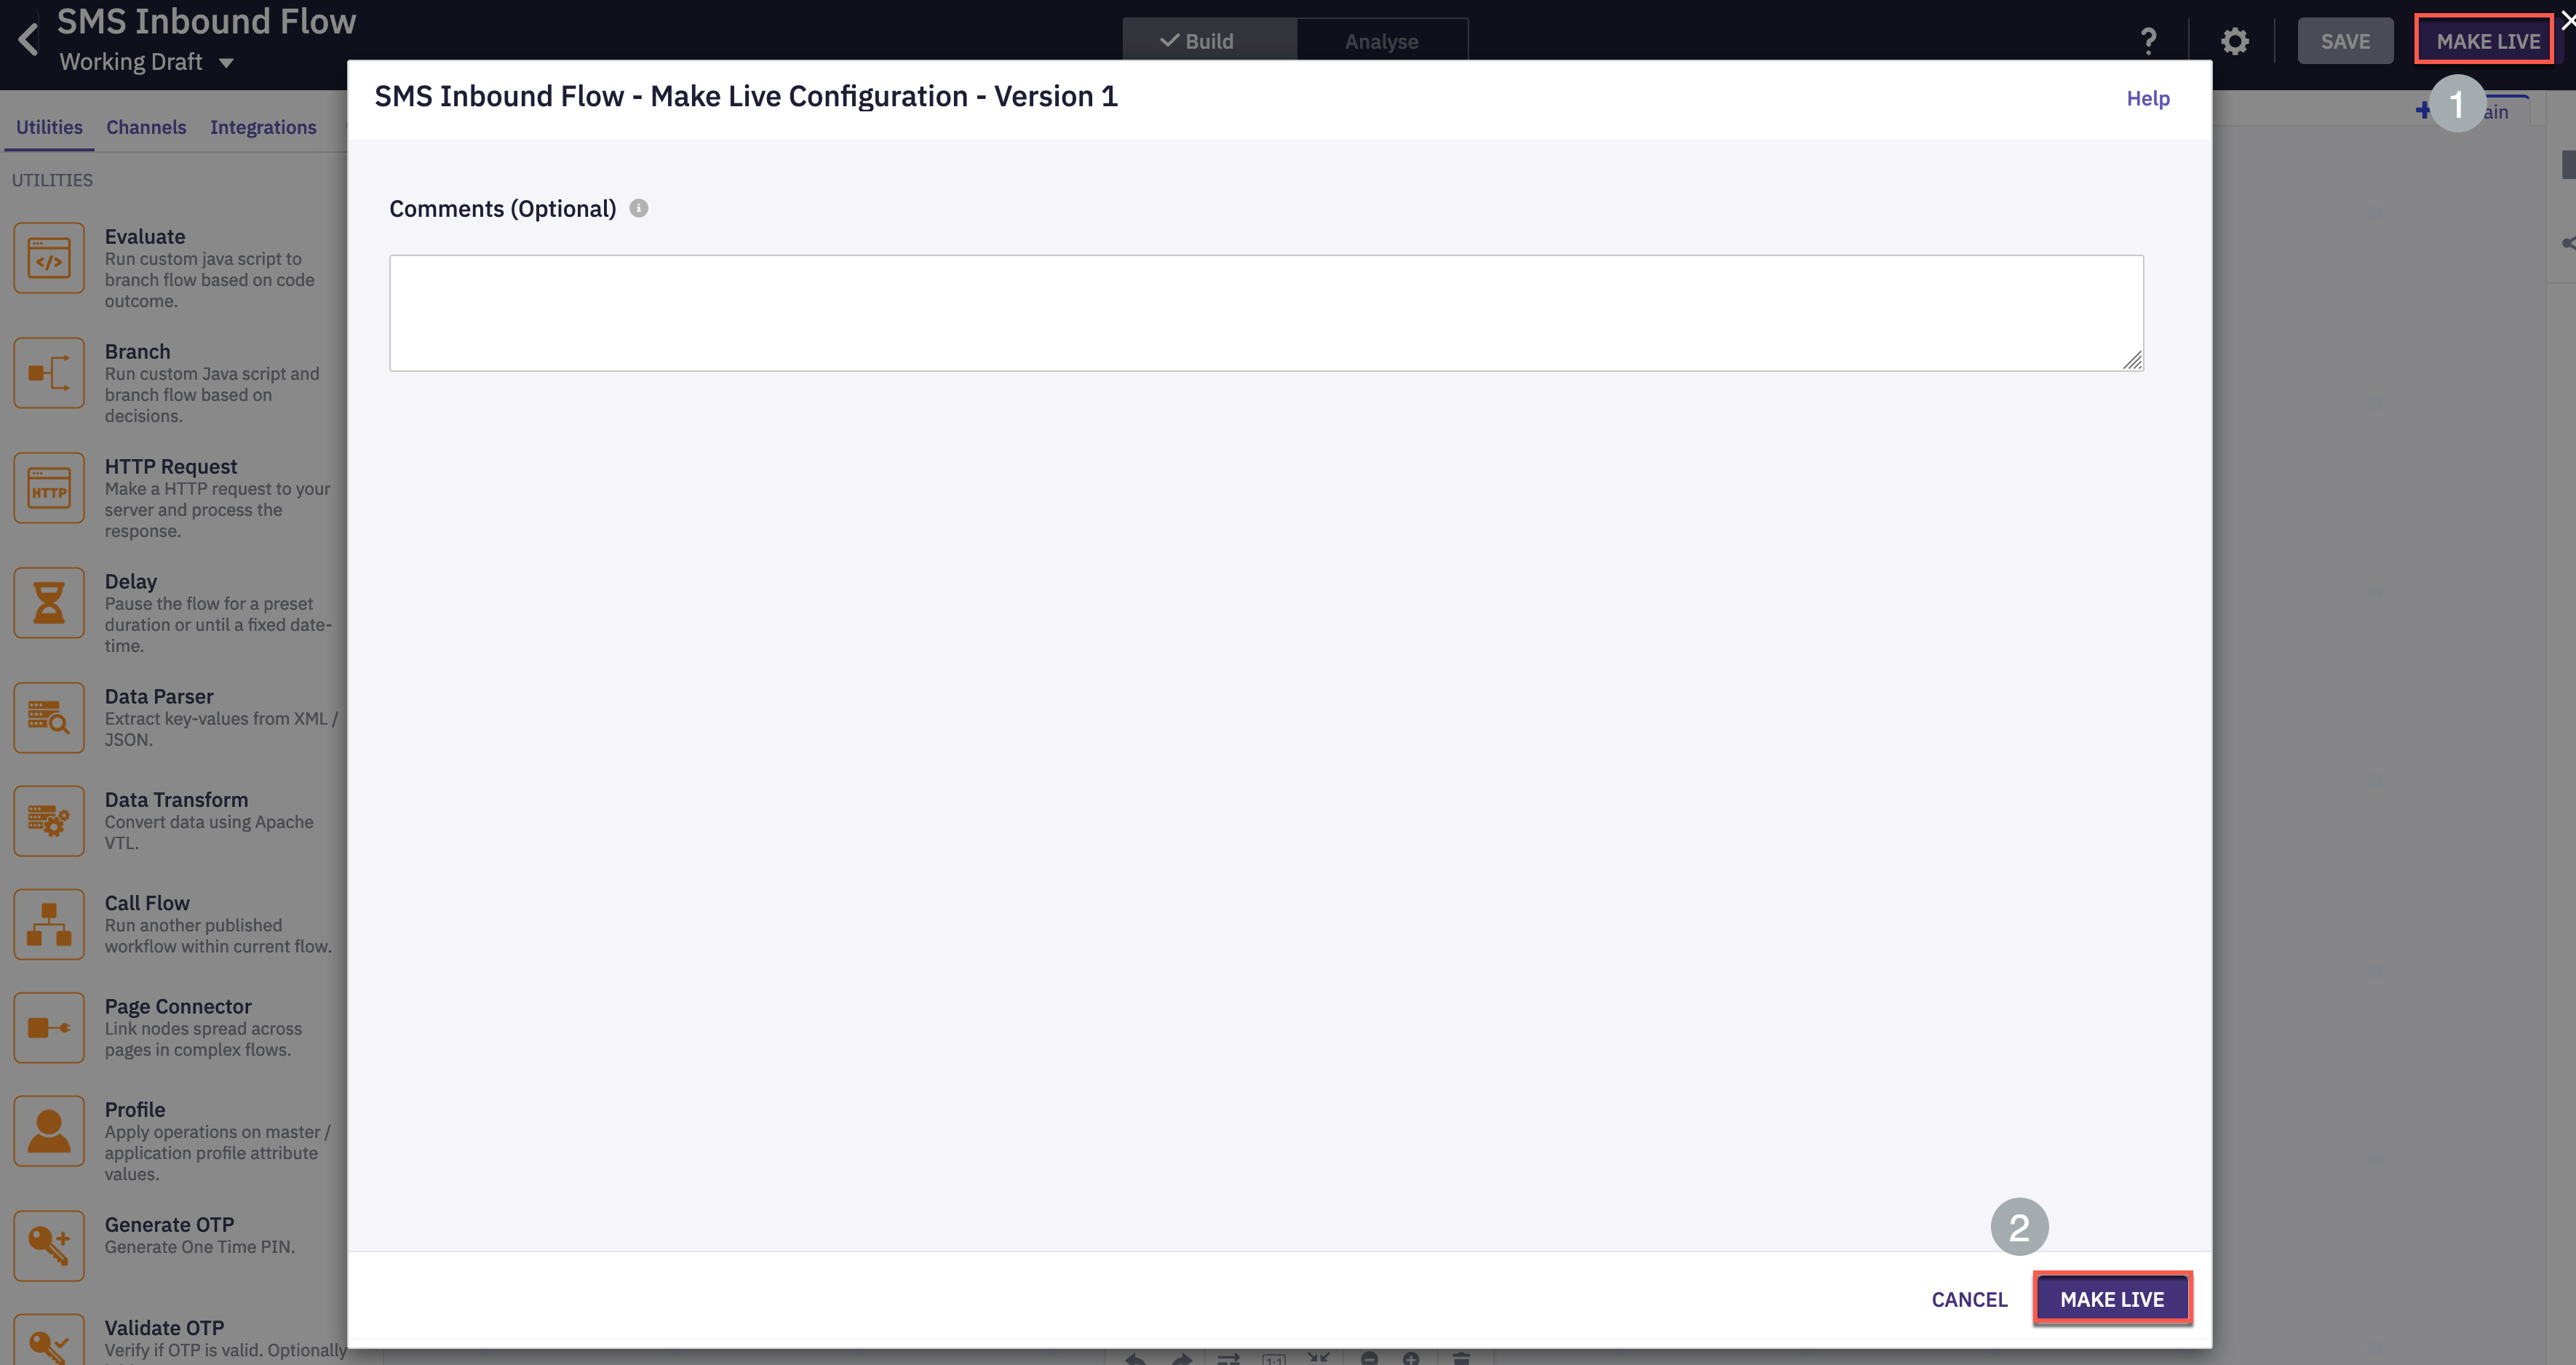 SMS Inbound Flow
Working Draft
Build
Analyse
?
SAVE
MAKE LIVE
1
ain
Utilities
Channels
Integrations
UTILITIES
Evaluate
Run custom java script to
branch flow based on code
outcome.
Branch
Run custom Java script and
branch flow based on
decisions.
HTTP
HTTP Request
Make a HTTP request to your
server and process the
response.
Delay
Pause the flow for a preset
duration or until a fixed date-
time.
Data Parser
Extract key-values from XML /
JSON.
Data Transform
Convert data using Apache
VTL.
Call Flow
Run another published
workflow within current flow.
Page Connector
Link nodes spread across
pages in complex flows.
Profile
Apply operations on master /
application profile attribute
values.
Generate OTP
Generate One Time PIN.
Validate OTP
Verify if OTP is valid. Optionally
SMS Inbound Flow - Make Live Configuration - Version 1
Help
Comments (Optional)
2
CANCEL
MAKE LIVE
1:1